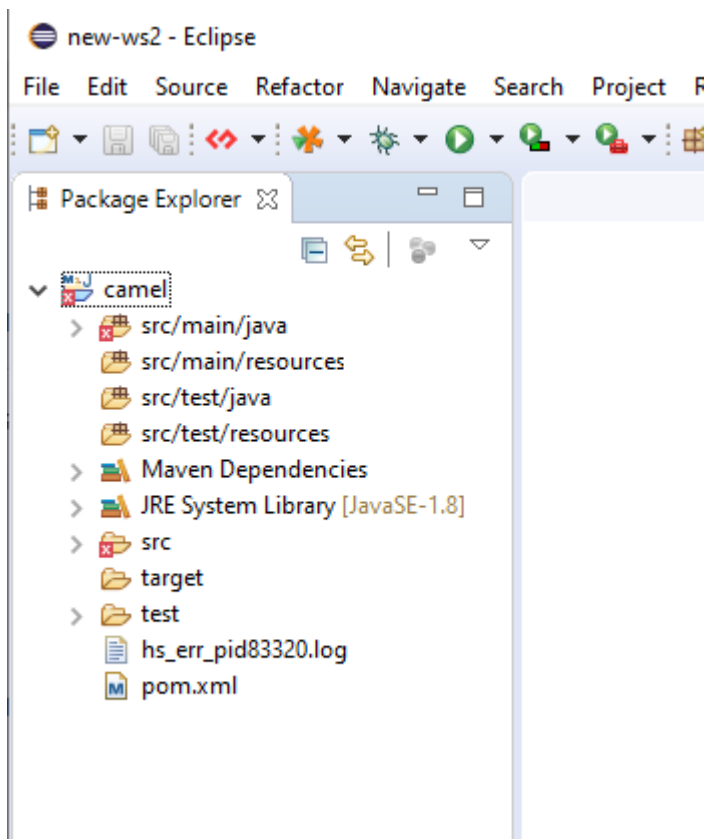 new-ws2 - Eclipse
File Edit Source Refactor Navigate Search Project R
Package Explorer
camel
src/main/java
src/main/resources
src/test/java
src/test/resources
Maven Dependencies
JRE System Library [JavaSE-1.8]
src
target
test
hs_err_pid83320.log
pom.xml